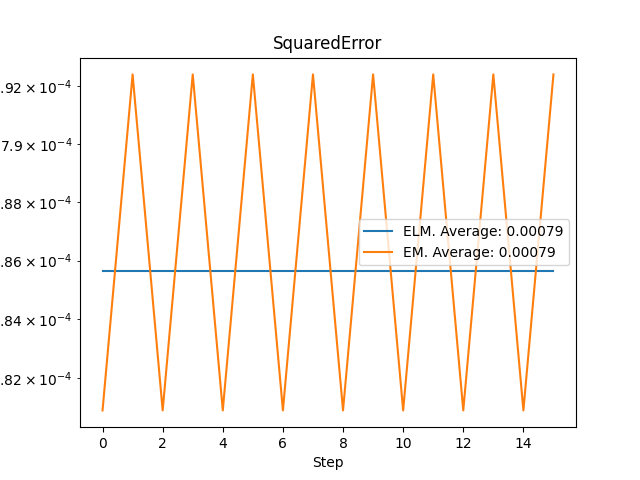 SquaredError
.92 × 10⁻⁴
7.9 × 10⁻⁴
.88 × 10⁻⁴
.86 × 10⁻⁴
.84 × 10⁻⁴
.82 × 10⁻⁴
ELM. Average: 0.00079
EM. Average: 0.00079
0 2 4 6 8 10 12 14
Step